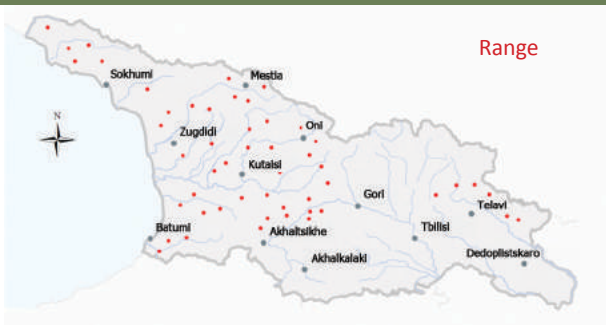 Range
Sokhumi
Mestia
N
Oni
Zugdidi
Kutaisi
Gori
Telavi
Batumi
Tbilisi
Akhaltsikhe
Dedoplistskaro
Akhalkalaki